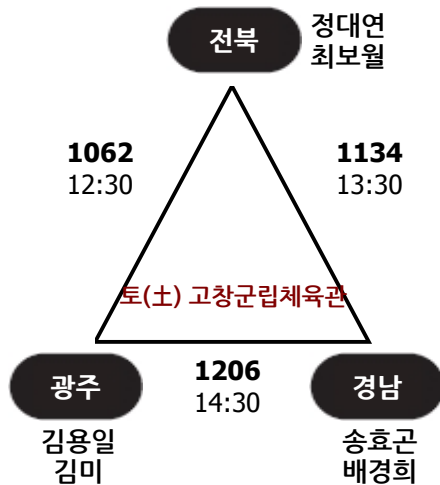 전북
정대연
최보월
1062
12:30
1134
13:30
토(土) 고창군립체육관
광주
1206
14:30
경남
김용일
김미
송효곤
배경희